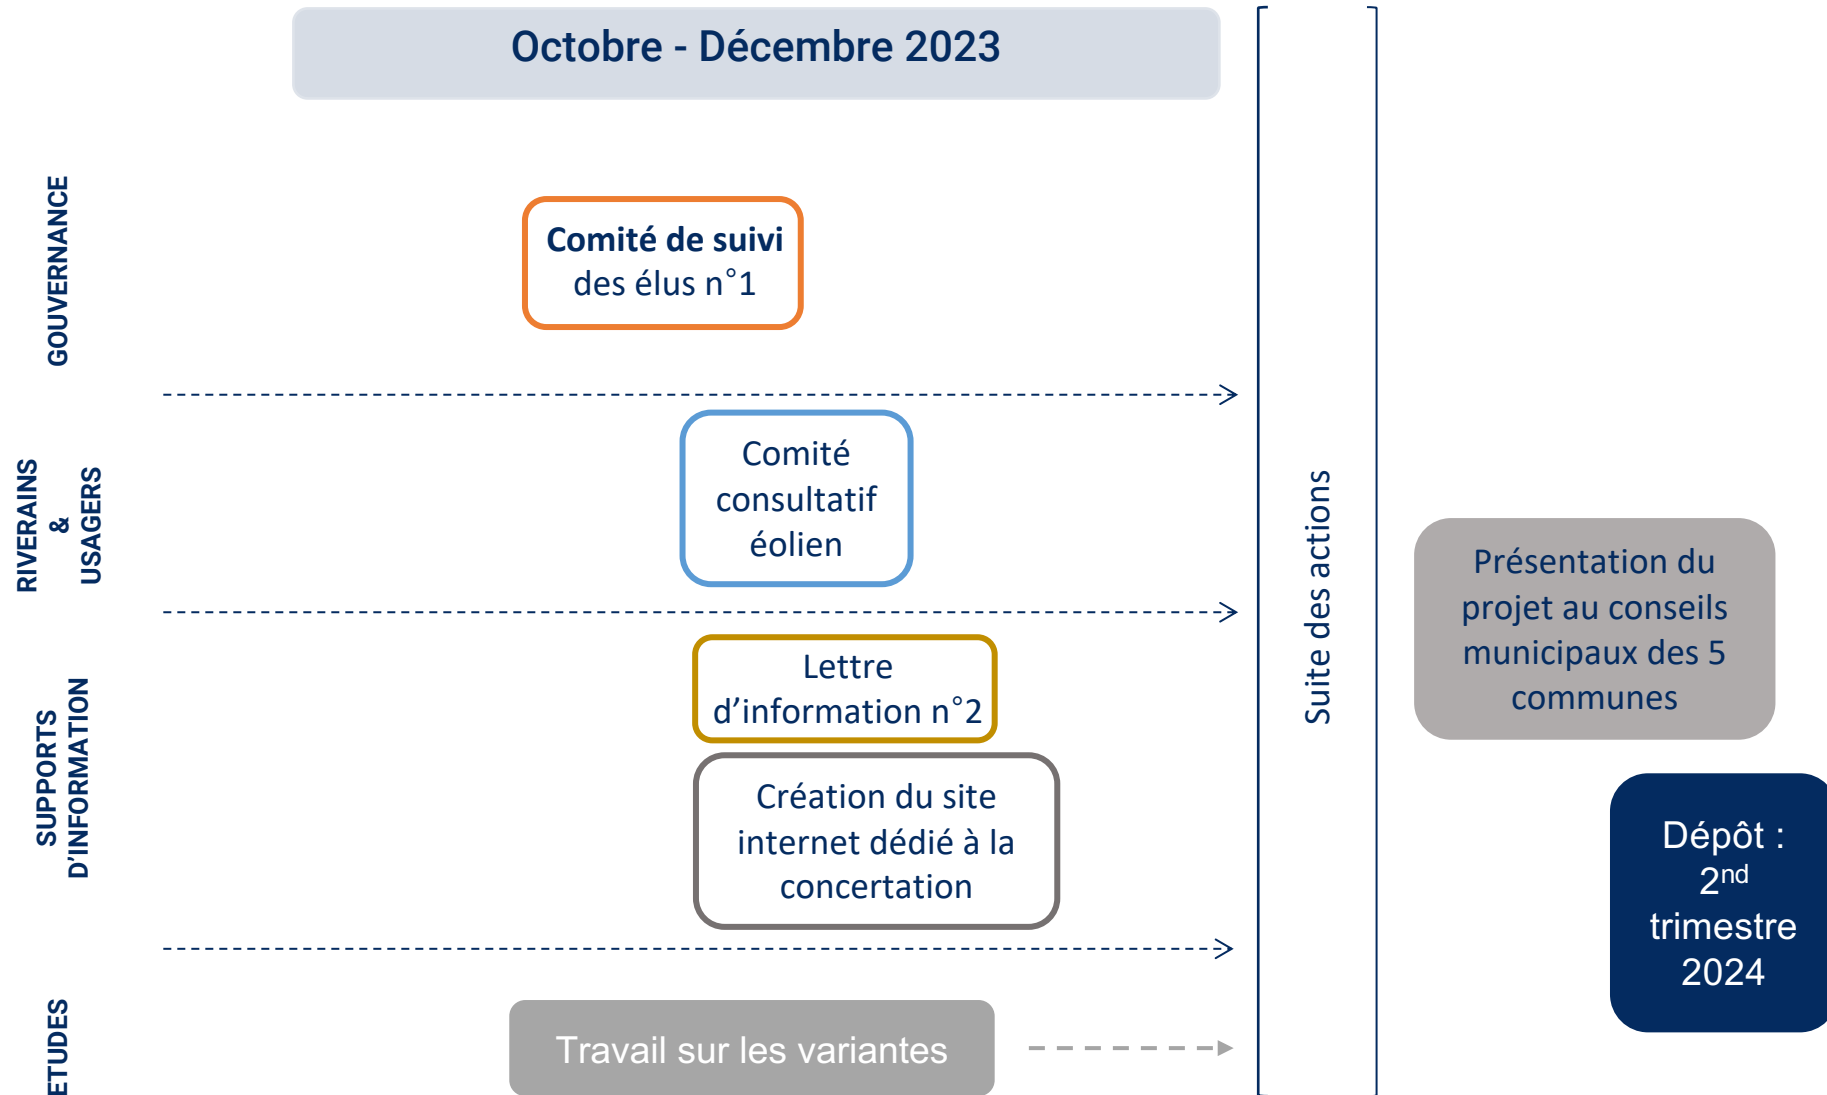 Octobre - Décembre 2023
GOUVERNANCE
Comité de suivi
des élus n°1
RIVERAINS
&
USAGERS
Comité
consultatif
éolien
SUPPORTS
D'INFORMATION
Lettre
d’information n°2
Création du site
internet dédié à la
concertation
ETUDES
Travail sur les variantes
Suite des actions
Présentation du
projet au conseils
municipaux des 5
communes
Dépôt :
2nd
trimestre
2024